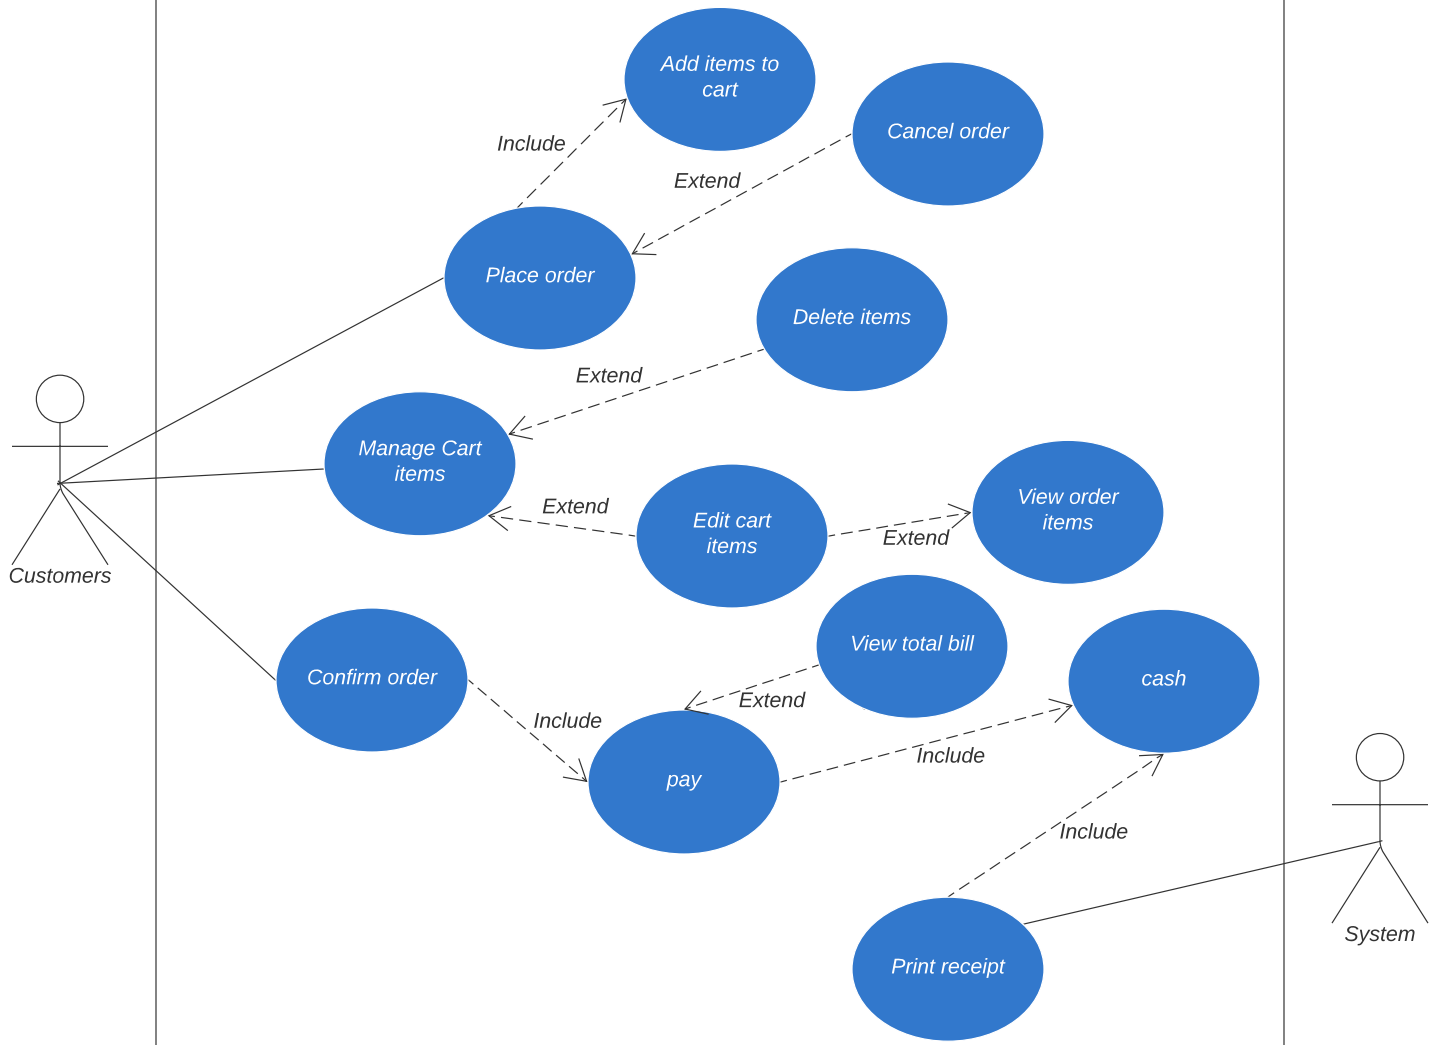 Add items to
cart
Cancel order
Include
Extend
Place order
Delete items
Extend
Manage Cart
items
Extend
Edit cart
items
View order
items
Extend
Customers
View total bill
Confirm order
cash
Extend
Include
pay
Include
Include
System
Print receipt